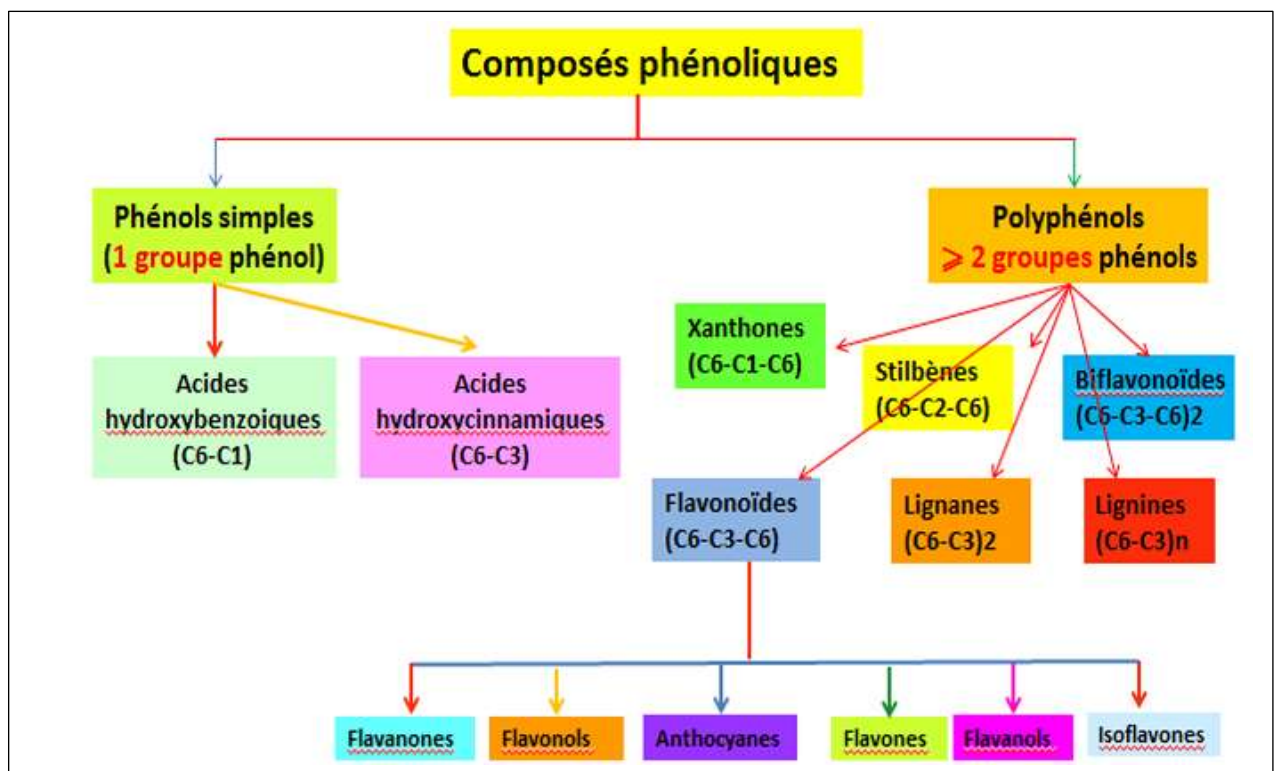 Composés phénoliques
Phénols simples
(1 groupe phénol)
Polyphénols
⩾ 2 groupes phénols
Acides
hydroxybenzoiques
(C6-C1)
Acides
hydroxycinnamiques
(C6-C3)
Xanthones
(C6-C1-C6)
Stilbènes
(C6-C2-C6)
Biflavonoïdes
(C6-C3-C6)2
Flavonoïdes
(C6-C3-C6)
Lignanes
(C6-C3)2
Lignines
(C6-C3)n
Flavanones
Flavonols
Anthocyanes
Flavones
Flavanols
Isoflavones